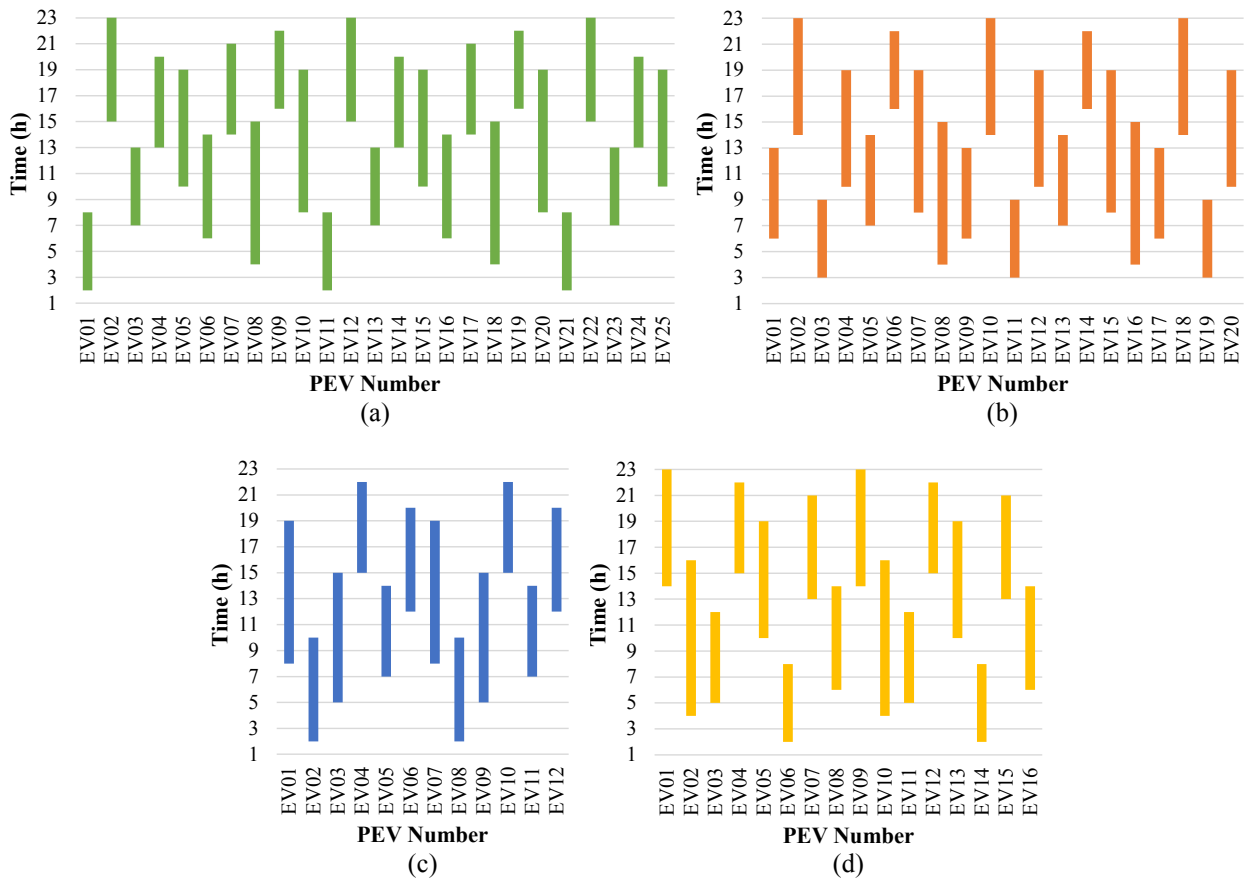 23
21
19
17
15
13
11
9
7
5
3
1
Time (h)
EV01
EV02
EV03
EV04
EV05
EV06
EV07
EV08
EV09
EV10
EV11
EV12
EV13
EV14
EV15
EV16
EV17
EV18
EV19
EV20
EV21
EV22
EV23
EV24
EV25
PEV Number
(a)
23
21
19
17
15
13
11
9
7
5
3
1
Time (h)
EV01
EV02
EV03
EV04
EV05
EV06
EV07
EV08
EV09
EV10
EV11
EV12
EV13
EV14
EV15
EV16
EV17
EV18
EV19
EV20
PEV Number
(b)
23
21
19
17
15
13
11
9
7
5
3
1
Time (h)
EV01
EV02
EV03
EV04
EV05
EV06
EV07
EV08
EV09
EV10
EV11
EV12
PEV Number
(c)
23
21
19
17
15
13
11
9
7
5
3
1
Time (h)
EV01
EV02
EV03
EV04
EV05
EV06
EV07
EV08
EV09
EV10
EV11
EV12
EV13
EV14
EV15
EV16
PEV Number
(d)